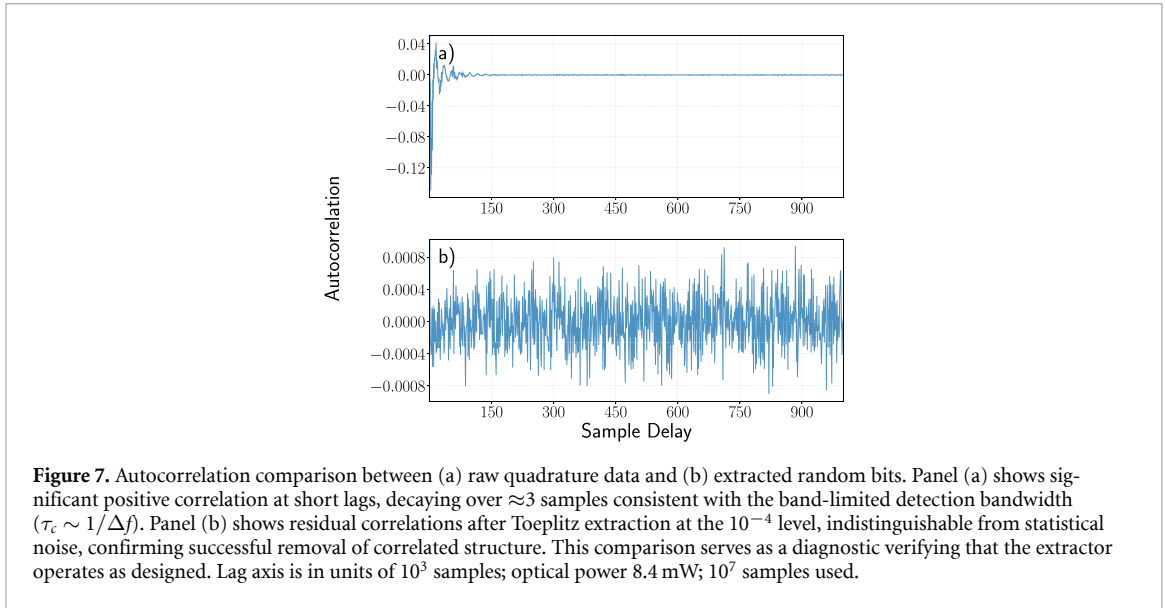 a)
0.04
0.00
−0.04
−0.08
−0.12
150 300 450 600 750 900
Autocorrelation
b)
0.0008
0.0004
0.0000
−0.0004
−0.0008
150 300 450 600 750 900
Sample Delay
Figure 7. Autocorrelation comparison between (a) raw quadrature data and (b) extracted random bits. Panel (a) shows sig-
nificant positive correlation at short lags, decaying over ≈3 samples consistent with the band-limited detection bandwidth
(τc ∼ 1/Δf). Panel (b) shows residual correlations after Toeplitz extraction at the 10⁻⁴ level, indistinguishable from statistical
noise, confirming successful removal of correlated structure. This comparison serves as a diagnostic verifying that the extractor
operates as designed. Lag axis is in units of 10³ samples; optical power 8.4 mW; 10⁷ samples used.